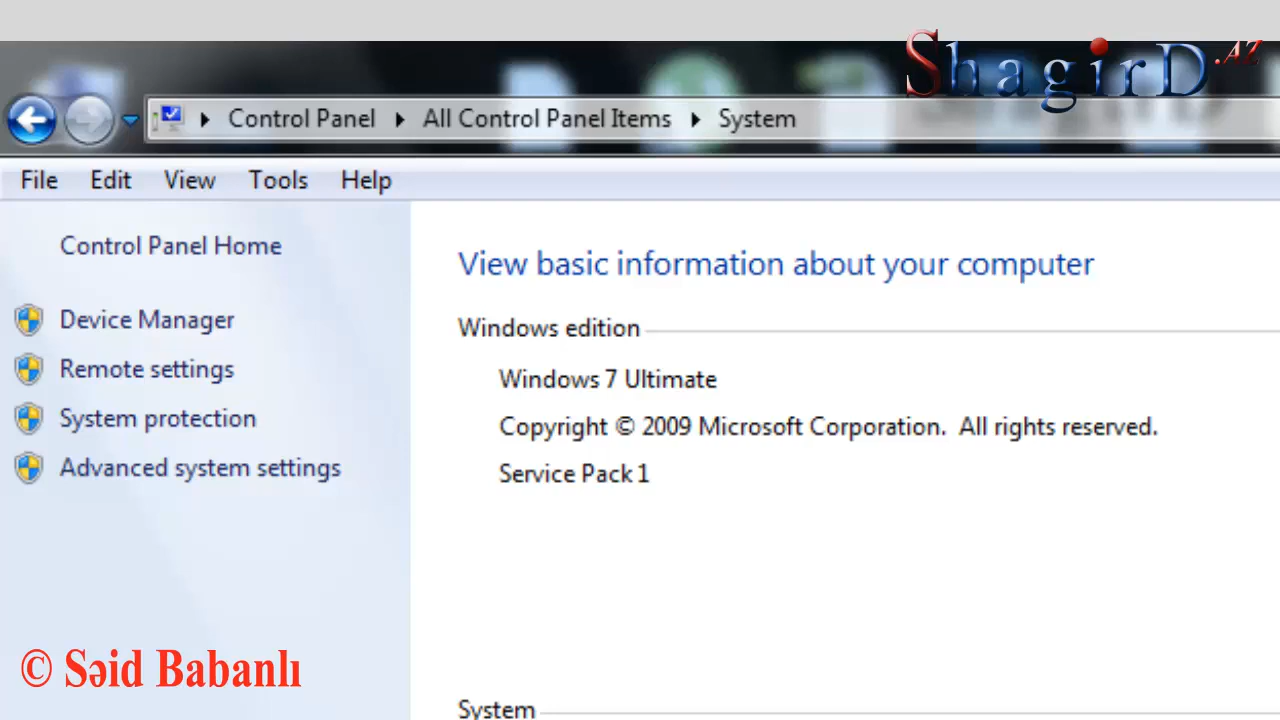 ShagirD.AZ
Control Panel All Control Panel Items System
File Edit View Tools Help
Control Panel Home
Device Manager
Remote settings
System protection
Advanced system settings
View basic information about your computer
Windows edition
Windows 7 Ultimate
Copyright © 2009 Microsoft Corporation. All rights reserved.
Service Pack 1
System
© Səid Babanlı